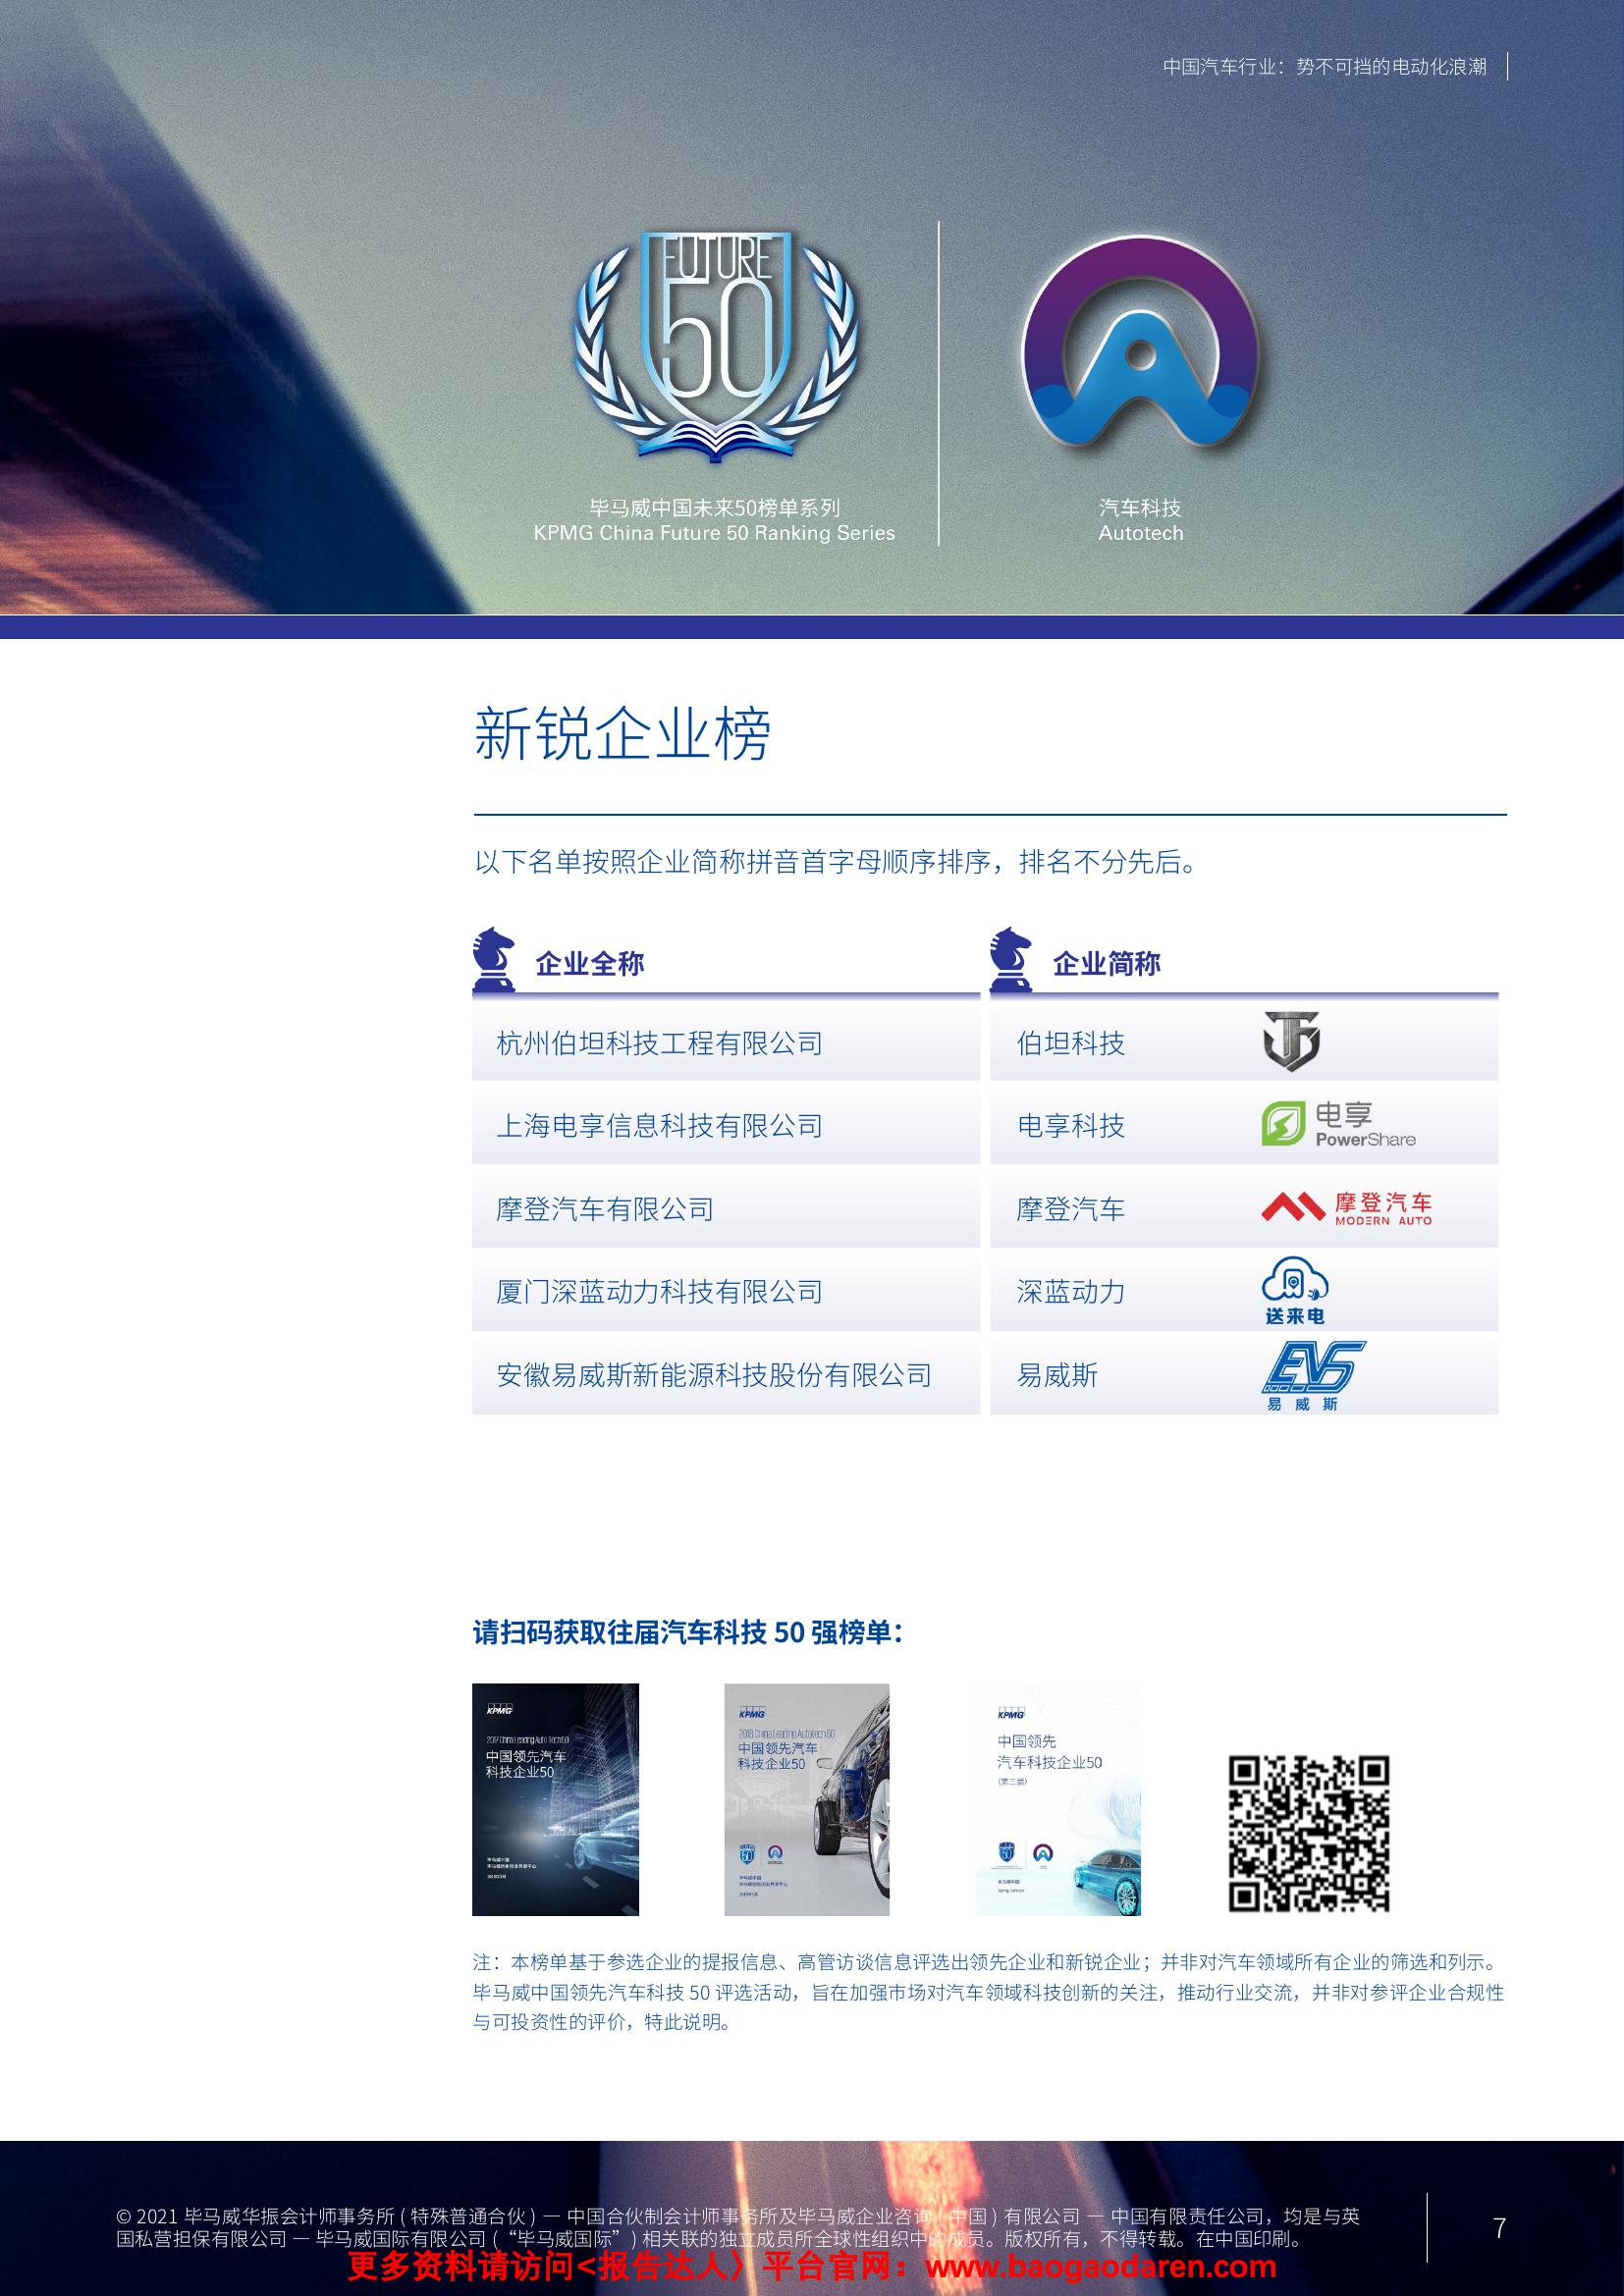 中国汽车行业：势不可挡的电动化浪潮
FUTURE
50
毕马威中国未来50榜单系列
KPMG China Future 50 Ranking Series
汽车科技
Autotech
新锐企业榜
以下名单按照企业简称拼音首字母顺序排序，排名不分先后。
企业全称
企业简称
杭州伯坦科技工程有限公司
伯坦科技
上海电享信息科技有限公司
电享科技
电享
PowerShare
摩登汽车有限公司
摩登汽车
摩登汽车
MODERN AUTO
厦门深蓝动力科技有限公司
深蓝动力
送来电
安徽易威斯新能源科技股份有限公司
易威斯
EVS
易威斯
请扫码获取往届汽车科技 50 强榜单：
KPMG
2017 China Leading Auto Tech 50
中国领先汽车
科技企业50
KPMG
2018 China Leading Autotech 50
中国领先汽车
科技企业50
KPMG
中国领先
汽车科技企业50
（第三届）
注：本榜单基于参选企业的提报信息、高管访谈信息评选出领先企业和新锐企业；并非对汽车领域所有企业的筛选和列示。
毕马威中国领先汽车科技 50 评选活动，旨在加强市场对汽车领域科技创新的关注，推动行业交流，并非对参评企业合规性
与可投资性的评价，特此说明。
© 2021 毕马威华振会计师事务所 ( 特殊普通合伙 ) — 中国合伙制会计师事务所及毕马威企业咨询 ( 中国 ) 有限公司 — 中国有限责任公司，均是与英
国私营担保有限公司 — 毕马威国际有限公司 (“毕马威国际” ) 相关联的独立成员所全球性组织中的成员。版权所有，不得转载。在中国印刷。
7
更多资料请访问<报告达人〉平台官网：www.baogaodaren.com